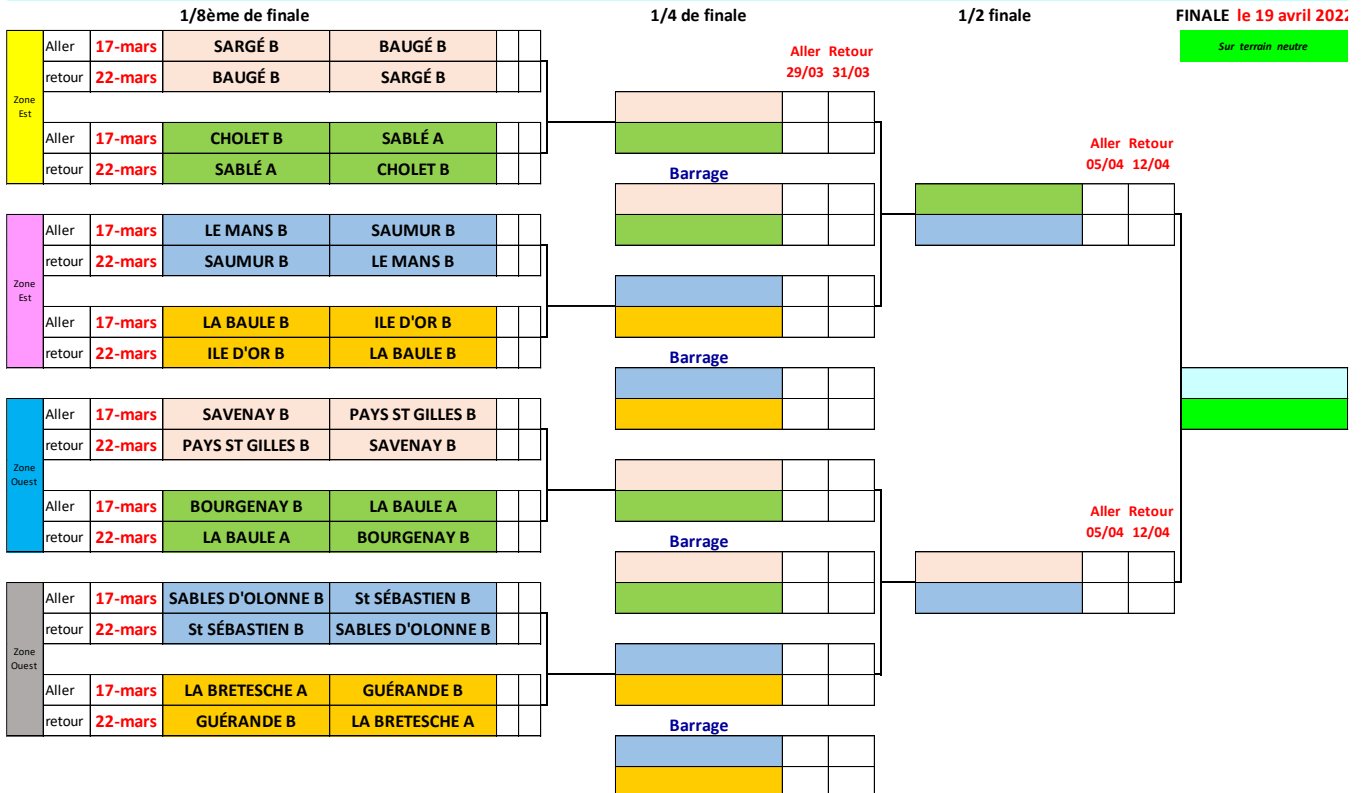 1/8ème de finale 1/4 de finale 1/2 finale FINALE le 19 avril 2022
Sur terrain neutre
Zone Est
Aller 17-mars SARGÉ B BAUGÉ B
retour 22-mars BAUGÉ B SARGÉ B
Aller 17-mars CHOLET B SABLÉ A
retour 22-mars SABLÉ A CHOLET B
Zone Est
Aller 17-mars LE MANS B SAUMUR B
retour 22-mars SAUMUR B LE MANS B
Aller 17-mars LA BAULE B ILE D'OR B
retour 22-mars ILE D'OR B LA BAULE B
Zone Ouest
Aller 17-mars SAVENAY B PAYS ST GILLES B
retour 22-mars PAYS ST GILLES B SAVENAY B
Aller 17-mars BOURGENAY B LA BAULE A
retour 22-mars LA BAULE A BOURGENAY B
Zone Ouest
Aller 17-mars SABLES D'OLONNE B St SÉBASTIEN B
retour 22-mars St SÉBASTIEN B SABLES D'OLONNE B
Aller 17-mars LA BRETESCHE A GUÉRANDE B
retour 22-mars GUÉRANDE B LA BRETESCHE A
Aller Retour
29/03 31/03
Barrage
Barrage
Barrage
Barrage
Aller Retour
05/04 12/04
Aller Retour
05/04 12/04